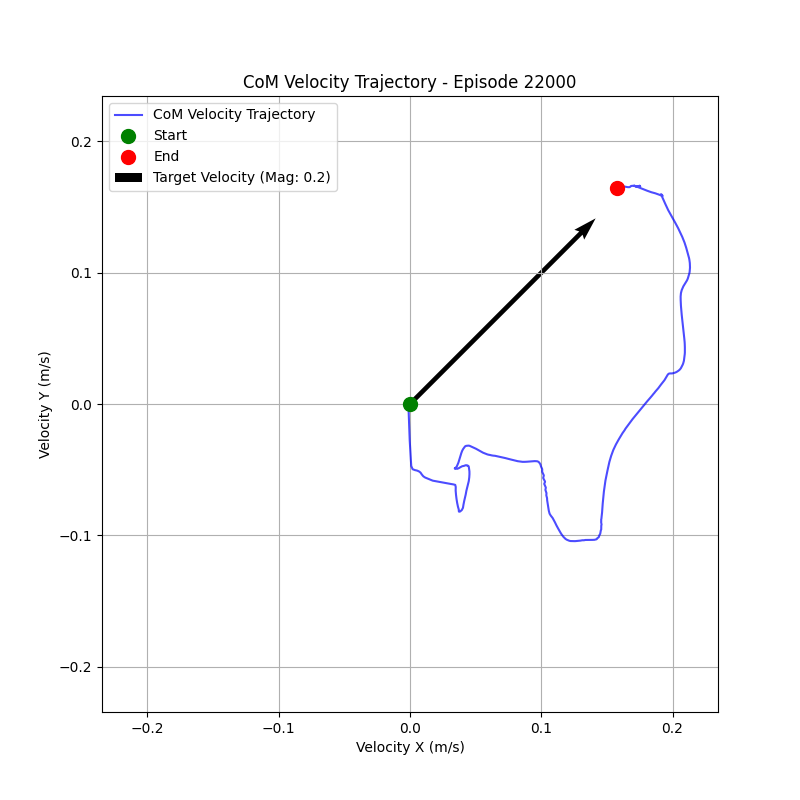 CoM Velocity Trajectory - Episode 22000
CoM Velocity Trajectory
Start
End
Target Velocity (Mag: 0.2)
0.2
0.1
0.0
−0.1
−0.2
Velocity Y (m/s)
−0.2
−0.1
0.0
0.1
0.2
Velocity X (m/s)